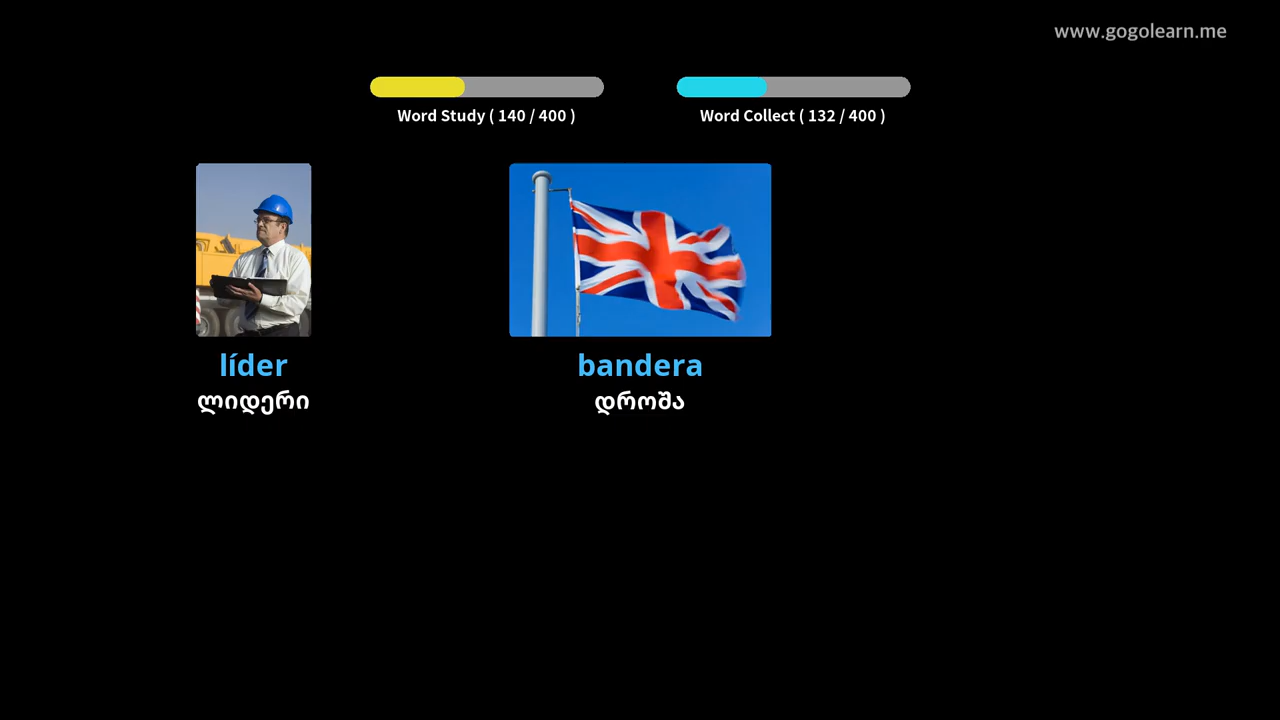 www.gogolearn.me
Word Study ( 140 / 400 )
Word Collect ( 132 / 400 )
líder
ლიდერი
bandera
დროშა